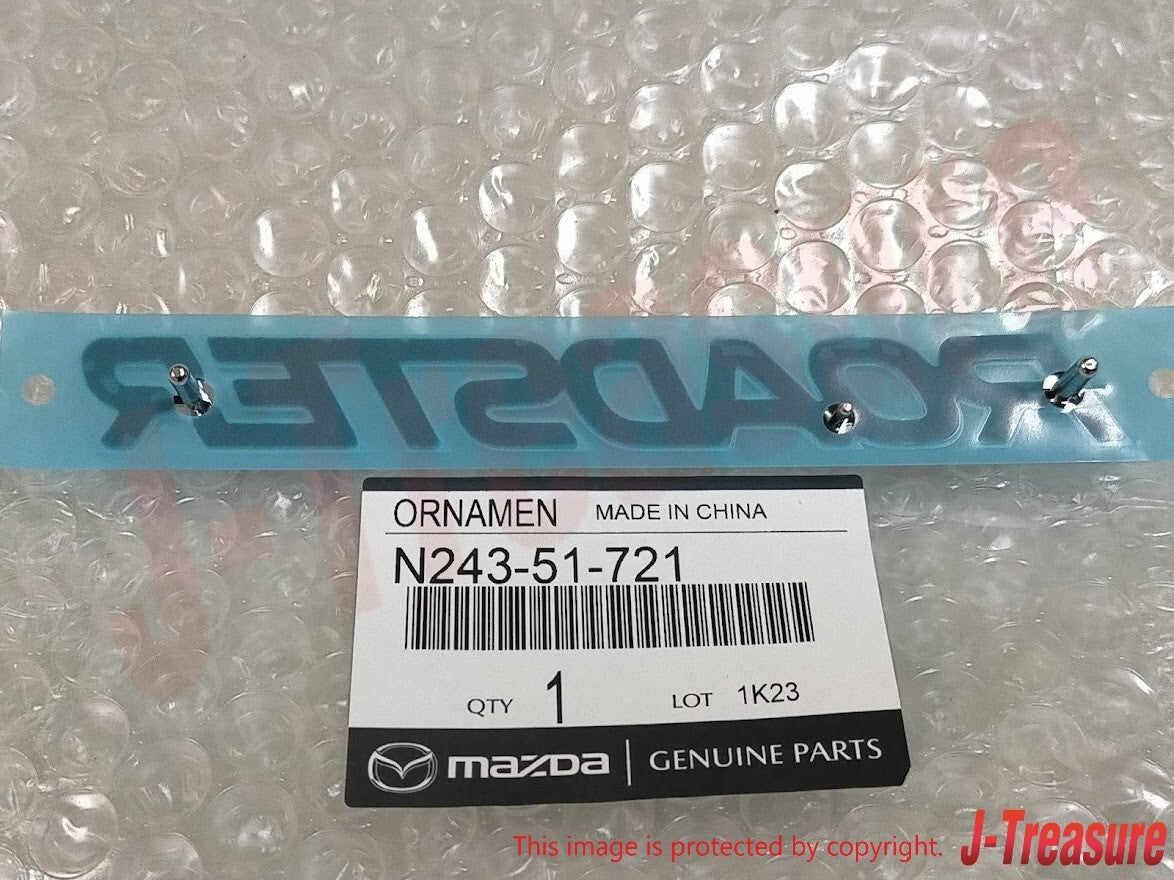 ROADSTER
ORNAMEN MADE IN CHINA
N243-51-721
QTY 1 LOT 1K23
mazda | GENUINE PARTS
This image is protected by copyright. J-Treasure
J-Treasure